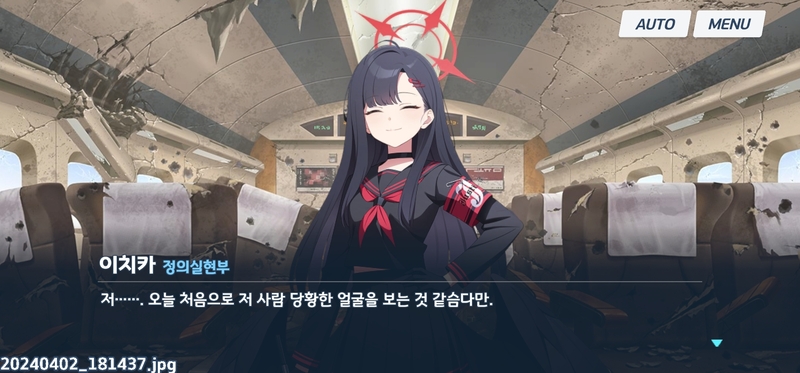 AUTO MENU
이치카 정의실현부
저……. 오늘 처음으로 저 사람 당황한 얼굴을 보는 것 같슴다만.
20240402_181437.jpg